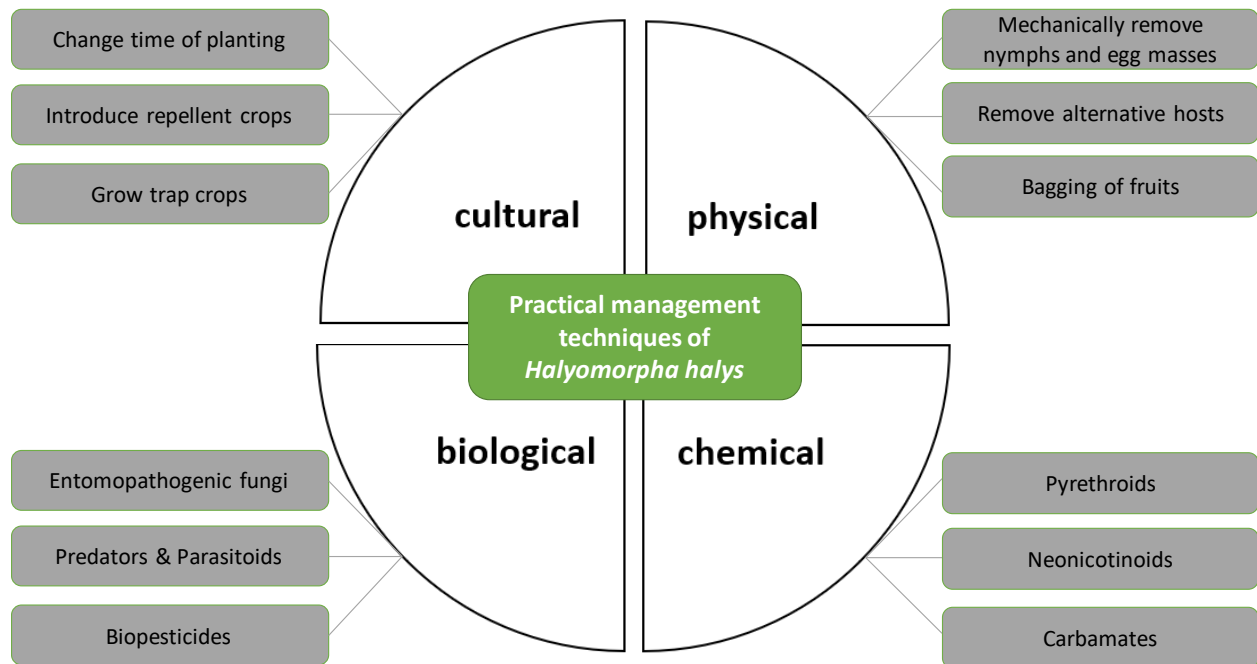 Change time of planting
Introduce repellent crops
Grow trap crops
cultural
Mechanically remove
nymphs and egg masses
Remove alternative hosts
Bagging of fruits
physical
Practical management
techniques of
Halyomorpha halys
biological
Entomopathogenic fungi
Predators & Parasitoids
Biopesticides
chemical
Pyrethroids
Neonicotinoids
Carbamates